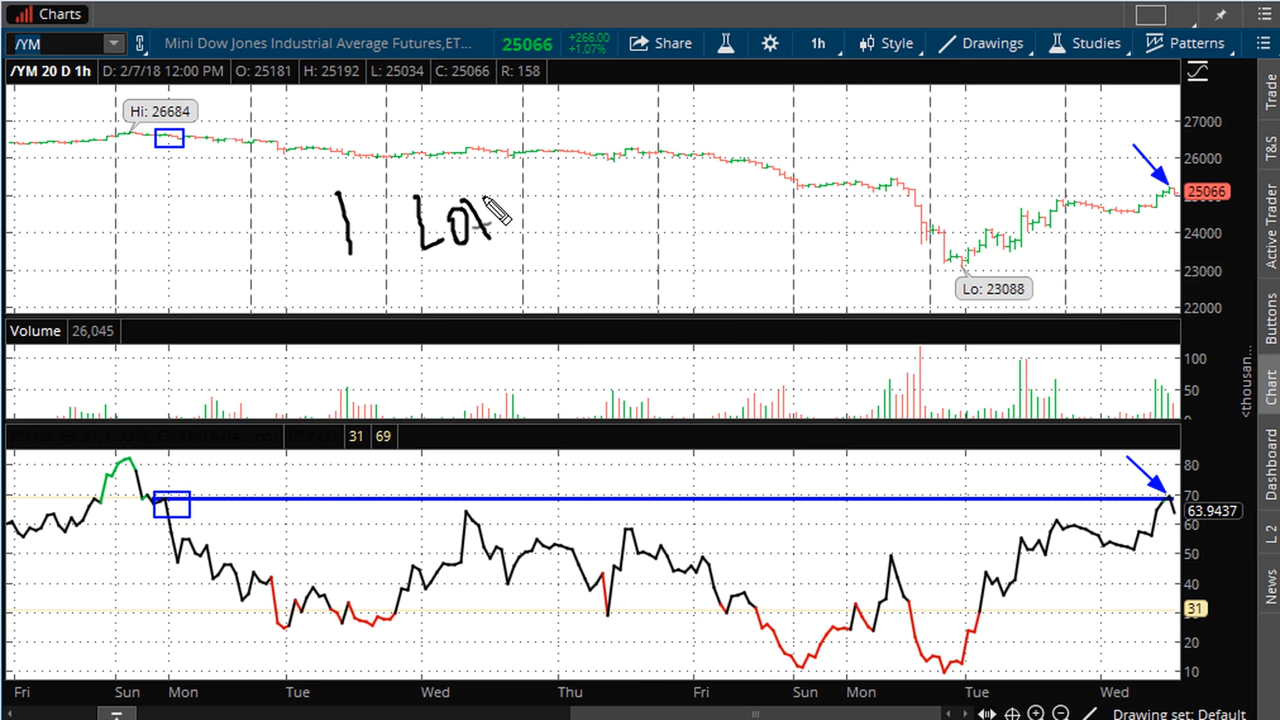 Charts
/YM Mini Dow Jones Industrial Average Futures,ET... 25066 +266.00 +1.07% Share 1h Style Drawings Studies Patterns
/YM 20 D 1h D: 2/7/18 12:00 PM O: 25181 H: 25192 L: 25034 C: 25066 R: 158
Hi: 26684
27000
26000
25066
24000
23000
22000
Lo: 23088
1 Lo
Volume 26,045
100
50
0
<thousan...
31 69
80
70
63.9437
60
50
40
31
20
10
Fri Sun Mon Tue Wed Thu Fri Sun Mon Tue Wed
Drawing set: Default
Trade
T&S
Active Trader
Buttons
Chart
Dashboard
L 2
News